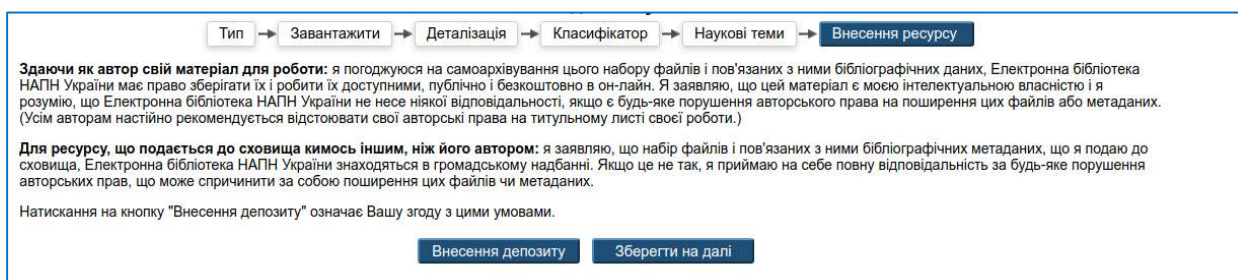 Тип Завантажити Деталізація Класифікатор Наукові теми Внесення ресурсу
Здаючи як автор свій матеріал для роботи: я погоджуюся на самоархівування цього набору файлів і пов'язаних з ними бібліографічних даних, Електронна бібліотека
НАПН України має право зберігати їх і робити їх доступними, публічно і безкоштовно в он-лайн. Я заявляю, що цей матеріал є моєю інтелектуальною власністю і я
розумію, що Електронна бібліотека НАПН України не несе ніякої відповідальності, якщо є будь-яке порушення авторського права на поширення цих файлів або метаданих.
(Усім авторам настійно рекомендується відстоювати свої авторські права на титульному листі своєї роботи.)
Для ресурсу, що подається до сховища кимось іншим, ніж його автором: я заявляю, що набір файлів і пов'язаних з ними бібліографічних метаданих, що я подаю до
сховища, Електронна бібліотека НАПН України знаходяться в громадському надбанні. Якщо це не так, я приймаю на себе повну відповідальність за будь-яке порушення
авторських прав, що може спричинити за собою поширення цих файлів чи метаданих.
Натискання на кнопку "Внесення депозиту" означає Вашу згоду з цими умовами.
Внесення депозиту Зберегти на далі